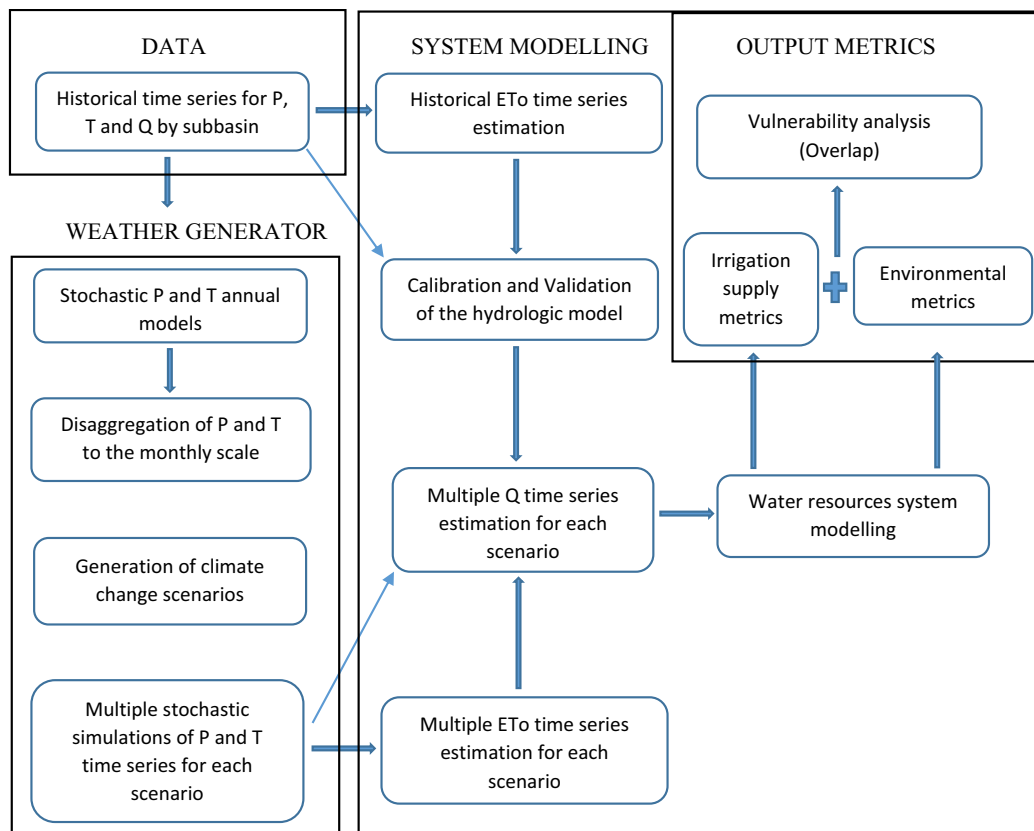 DATA
Historical time series for P,
T and Q by subbasin
WEATHER GENERATOR
Stochastic P and T annual
models
Disaggregation of P and T
to the monthly scale
Generation of climate
change scenarios
Multiple stochastic
simulations of P and T
time series for each
scenario
SYSTEM MODELLING
Historical ETo time series
estimation
Calibration and Validation
of the hydrologic model
Multiple Q time series
estimation for each
scenario
Multiple ETo time series
estimation for each
scenario
Water resources system
modelling
OUTPUT METRICS
Vulnerability analysis
(Overlap)
Irrigation
supply
metrics
Environmental
metrics